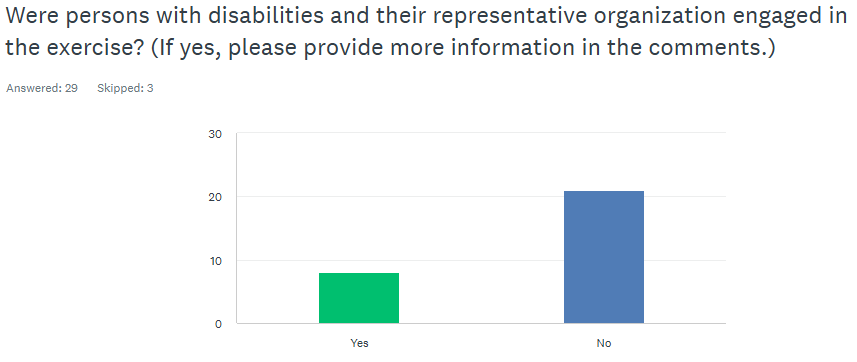 Were persons with disabilities and their representative organization engaged in
the exercise? (If yes, please provide more information in the comments.)
Answered: 29 Skipped: 3
30
20
10
0
Yes No